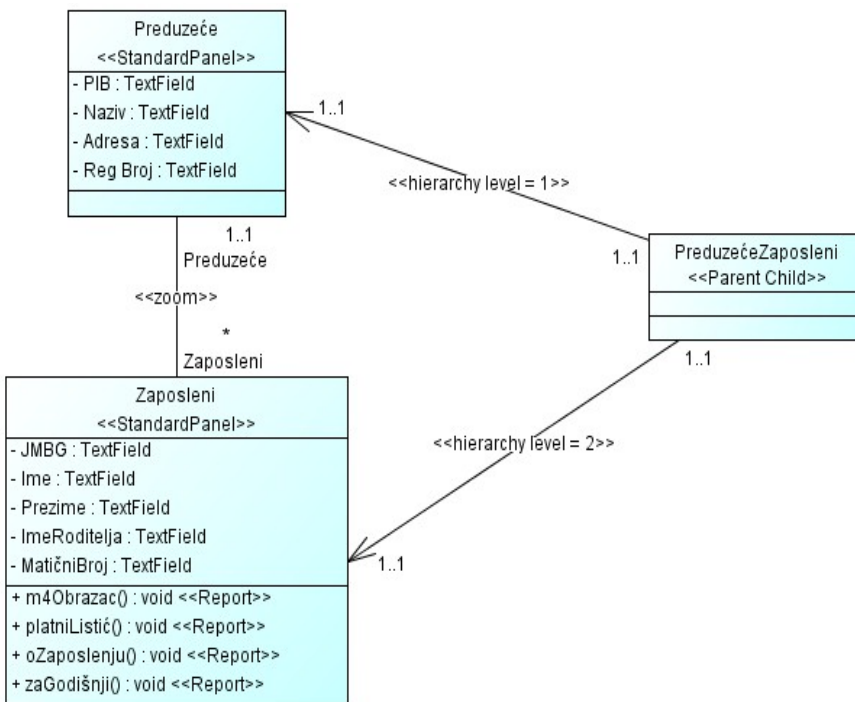 Preduzeće
<<StandardPanel>>
- PIB : TextField
- Naziv : TextField
- Adresa : TextField
- Reg Broj : TextField
1..1
<<hierarchy level = 1>>
1..1
PreduzećeZaposleni
<<Parent Child>>
1..1
Preduzeće
<<zoom>>
*
Zaposleni
1..1
<<hierarchy level = 2>>
1..1
Zaposleni
<<StandardPanel>>
- JMBG : TextField
- Ime : TextField
- Prezime : TextField
- ImeRoditelja : TextField
- MatičniBroj : TextField
+ m4Obrazac() : void <<Report>>
+ platniListić() : void <<Report>>
+ oZaposlenju() : void <<Report>>
+ zaGodišnji() : void <<Report>>